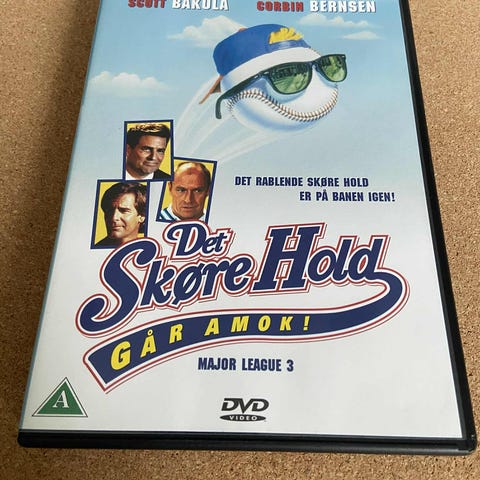 SCOTT BAKULA CORBIN BERNSEN
DET RABLENDE SKØRE HOLD
ER PÅ BANEN IGEN!
Det
Skøre Hold
GÅR AMOK!
MAJOR LEAGUE 3
A
DVD
VIDEO